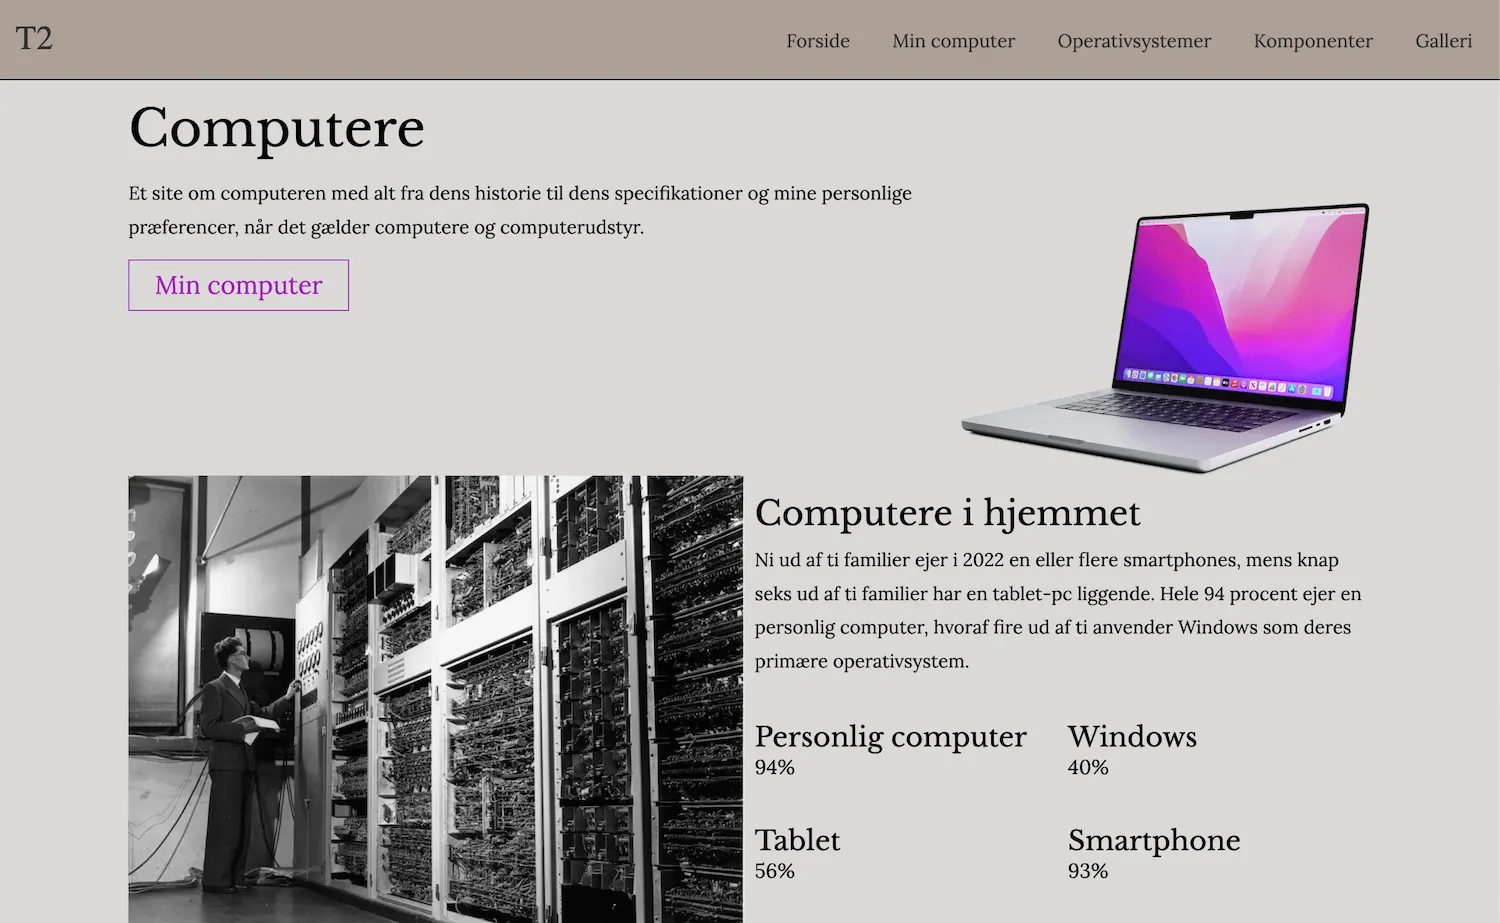 T2
Forside
Min computer
Operativsystemer
Komponenter
Galleri
Computere
Et site om computeren med alt fra dens historie til dens specifikationer og mine personlige
præferencer, når det gælder computere og computerudstyr.
Min computer
Computere i hjemmet
Ni ud af ti familier ejer i 2022 en eller flere smartphones, mens knap
seks ud af ti familier har en tablet-pc liggende. Hele 94 procent ejer en
personlig computer, hvoraf fire ud af ti anvender Windows som deres
primære operativsystem.
Personlig computer
94%
Windows
40%
Tablet
56%
Smartphone
93%